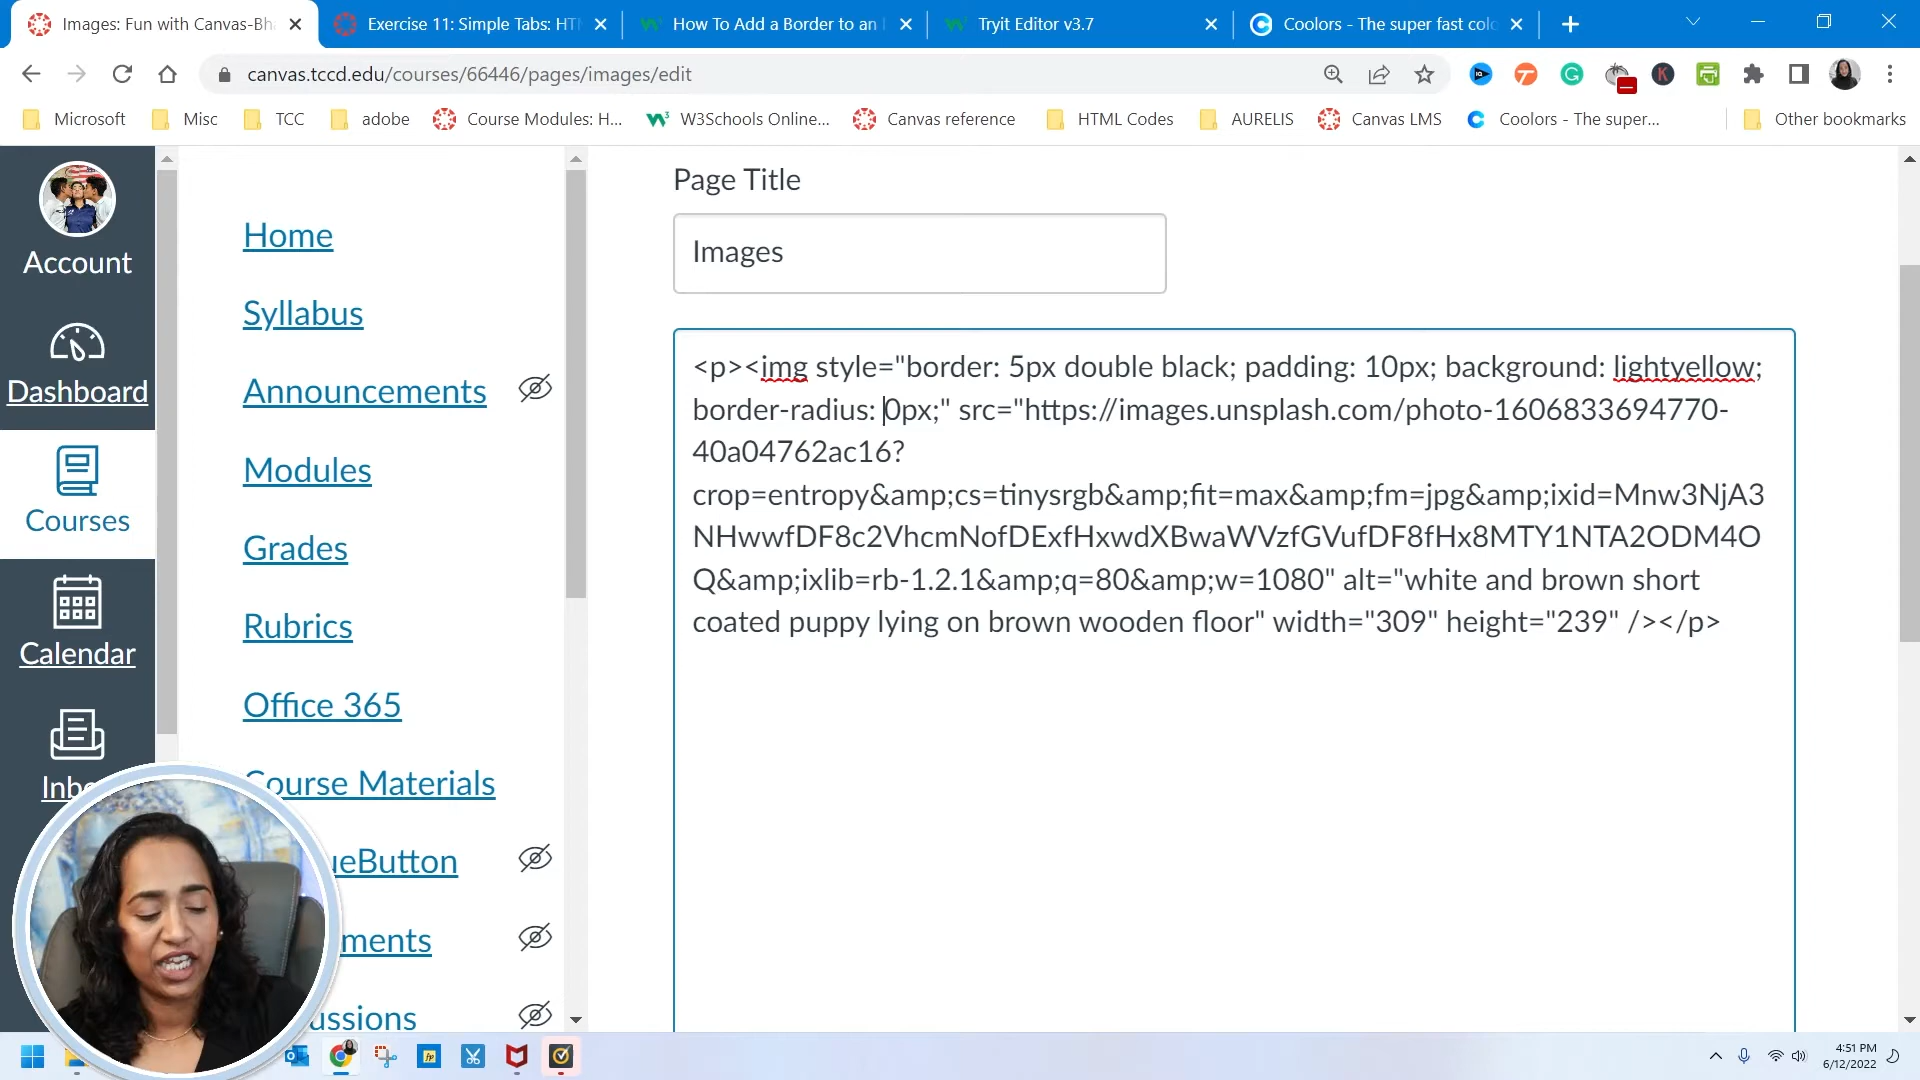 Images: Fun with Canvas-Bha
Exercise 11: Simple Tabs: HT
How To Add a Border to an
Tryit Editor v3.7
Coolors - The super fast colo
canvas.tccd.edu/courses/66446/pages/images/edit
Microsoft
Misc
TCC
adobe
Course Modules: H...
W3Schools Online...
Canvas reference
HTML Codes
AURELIS
Canvas LMS
Coolors - The super...
Other bookmarks
Account
Dashboard
Courses
Calendar
Home
Syllabus
Announcements
Modules
Grades
Rubrics
Office 365
Course Materials
ueButton
ments
ussions
Page Title
Images
<p><img style="border: 5px double black; padding: 10px; background: lightyellow;
border-radius: 0px;" src="https://images.unsplash.com/photo-1606833694770-
40a04762ac16?
crop=entropy&amp;cs=tinysrgb&amp;fit=max&amp;fm=jpg&amp;ixid=Mnw3NjA3
NHwwfDF8c2VhcmNofDExfHxwdXBwaWVzfGVufDF8fHx8MTY1NTA2ODM4O
Q&amp;ixlib=rb-1.2.1&amp;q=80&amp;w=1080" alt="white and brown short
coated puppy lying on brown wooden floor" width="309" height="239" /></p>
4:51 PM
6/12/2022